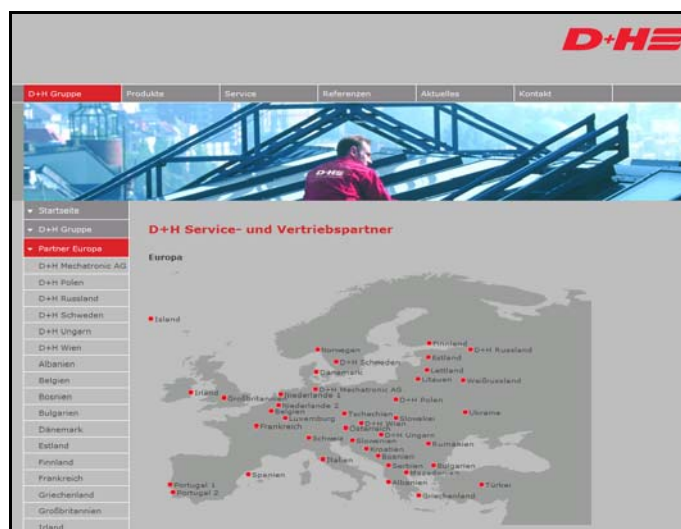 D+H
D+H Gruppe Produkte Service Referenzen Aktuelles Kontakt
D+H
Startseite
D+H Gruppe
Partner Europa
D+H Mechatronic AG
D+H Polen
D+H Russland
D+H Schweden
D+H Ungarn
D+H Wien
Albanien
Belgien
Bosnien
Bulgarien
Dänemark
Estland
Finnland
Frankreich
Griechenland
Großbritannien
Irland
D+H Service- und Vertriebspartner
Europa
Island
Norwegen
Finnland
D+H Russland
D+H Schweden
Estland
Dänemark
Lettland
Litauen
Weißrussland
Irland
Großbritannien
D+H Mechatronic AG
Niederlande 1
D+H Polen
Niederlande 2
Belgien
Luxemburg
Tschechien
Slowakei
Ukraine
Frankreich
D+H Wien
Österreich
D+H Ungarn
Schweiz
Slowenien
Rumänien
Kroatien
Bosnien
Italien
Serbien
Bulgarien
Mazedonien
Spanien
Albanien
Türkei
Portugal 1
Portugal 2
Griechenland